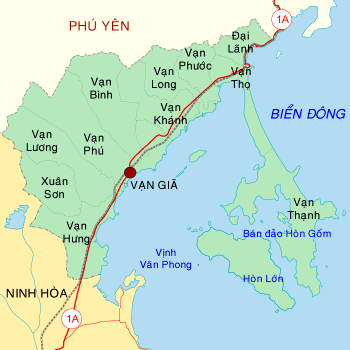 PHÚ YÊN
1A
Đại
Lãnh
Vạn
Phước
Vạn
Thọ
Vạn
Long
Vạn
Bình
Vạn
Khánh
BIỂN ĐÔNG
Vạn
Lương
Vạn
Phú
VẠN GIÃ
Xuân
Sơn
Vạn
Thạnh
Vạn
Hưng
Bán đảo Hòn Gốm
Vịnh
Vân Phong
Hòn Lớn
NINH HÒA
1A